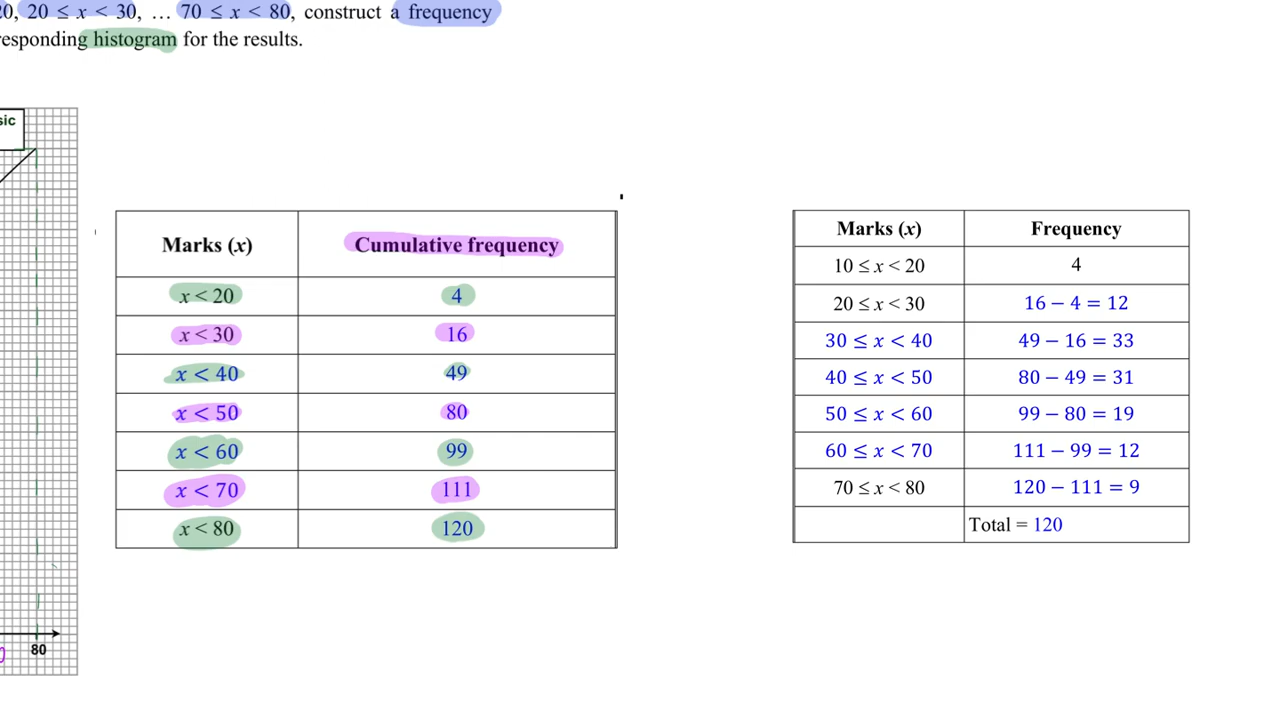 20 ≤ x < 30, … 70 ≤ x < 80, construct a frequency
histogram for the results.
80
Marks (x) Cumulative frequency
x < 20 4
x < 30 16
x < 40 49
x < 50 80
x < 60 99
x < 70 111
x < 80 120
Marks (x) Frequency
10 ≤ x < 20 4
20 ≤ x < 30 16 − 4 = 12
30 ≤ x < 40 49 − 16 = 33
40 ≤ x < 50 80 − 49 = 31
50 ≤ x < 60 99 − 80 = 19
60 ≤ x < 70 111 − 99 = 12
70 ≤ x < 80 120 − 111 = 9
Total = 120